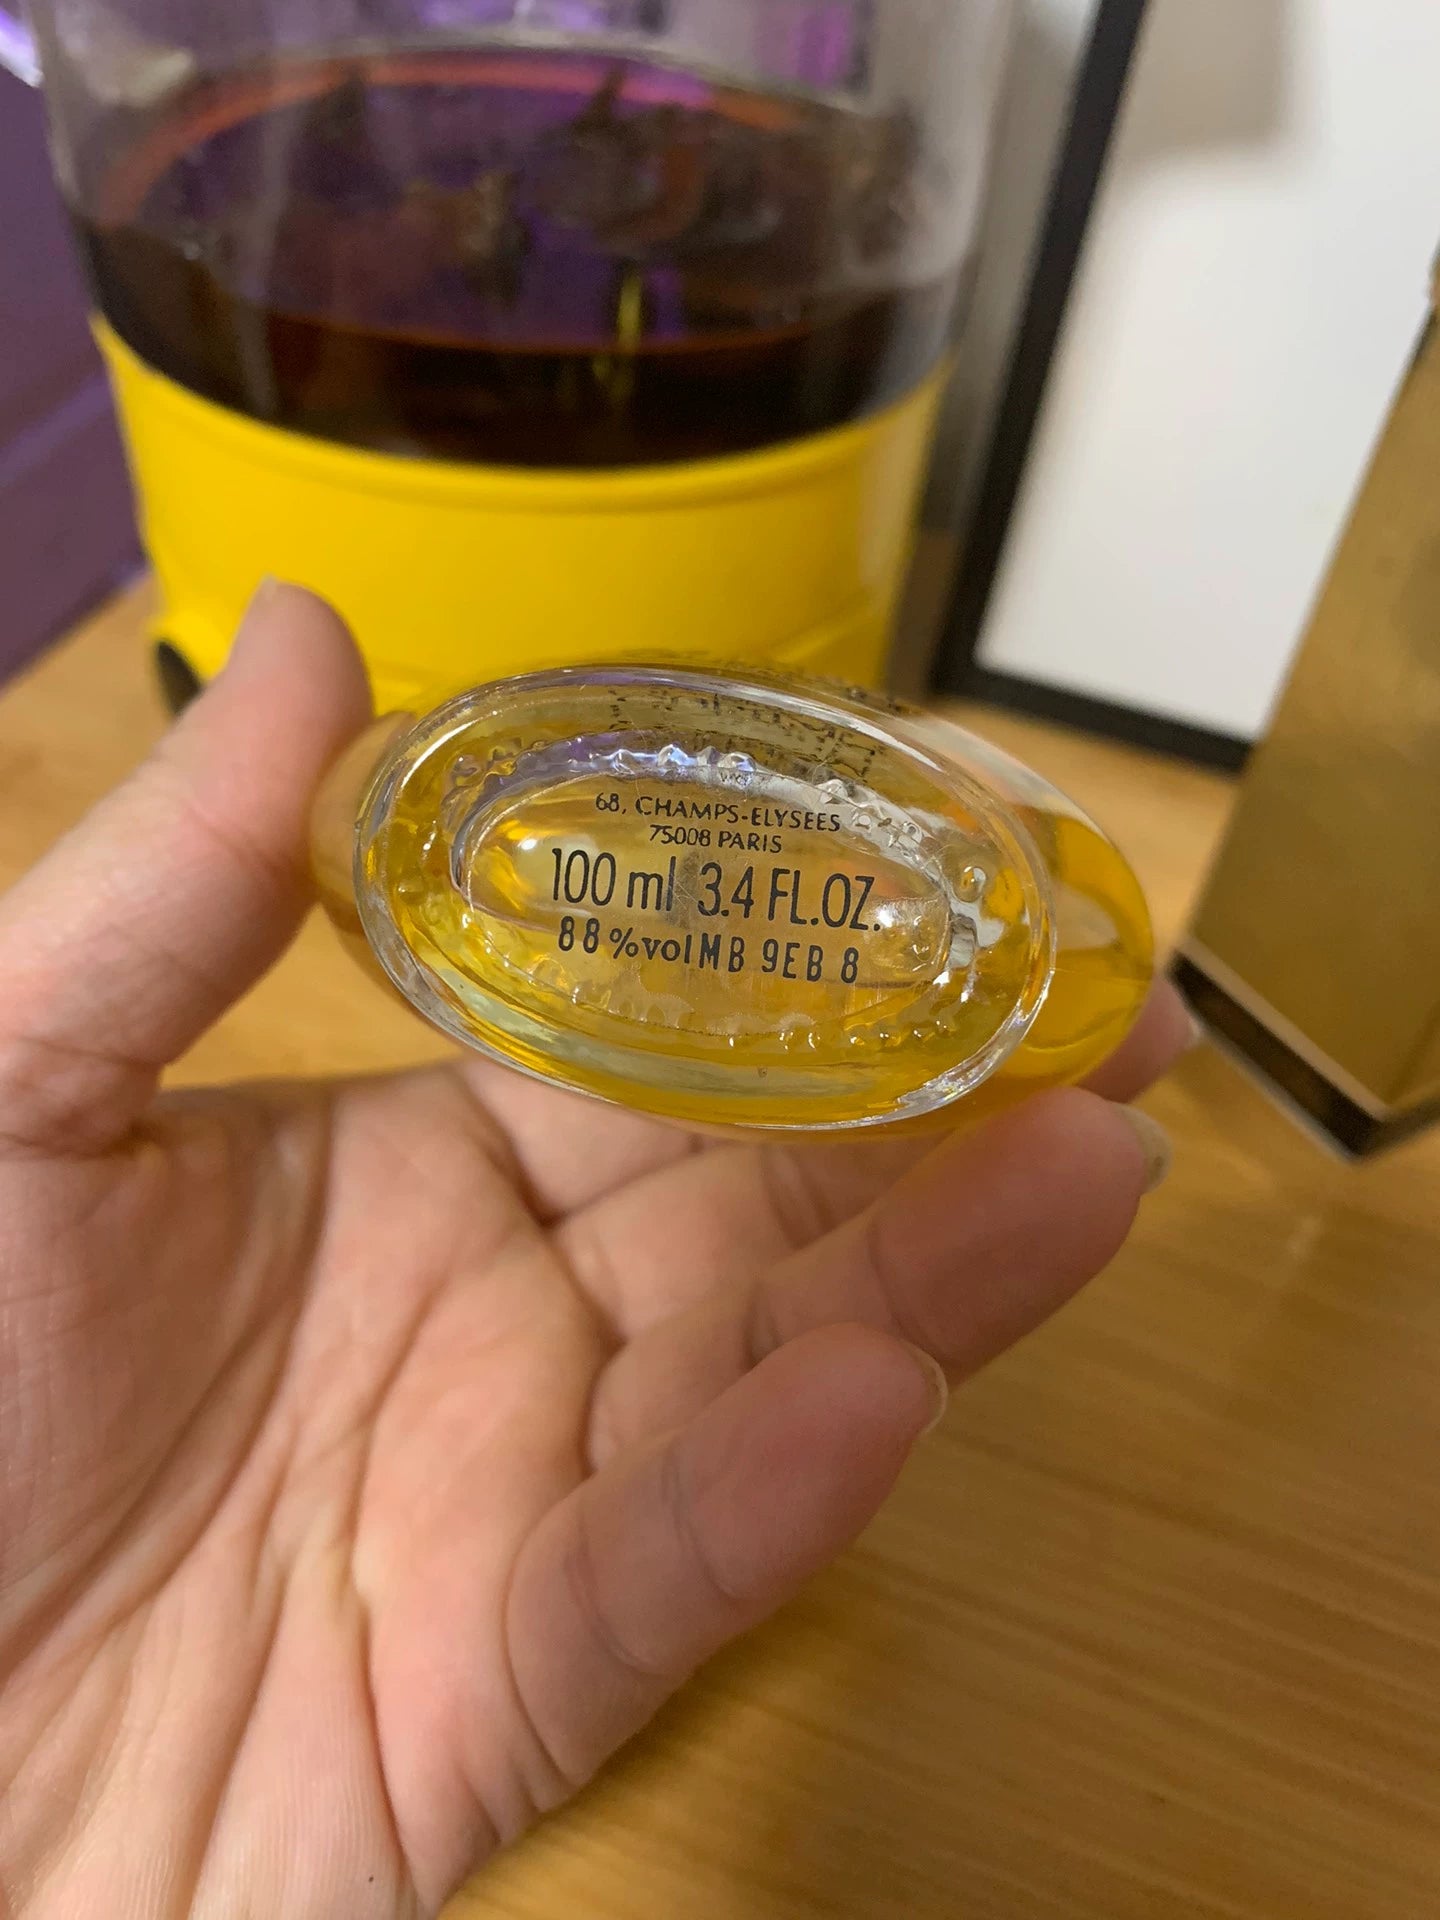 68, CHAMPS-ELYSEES
75008 PARIS
100 ml 3.4 FL.OZ.
88%vol MB 9EB 8